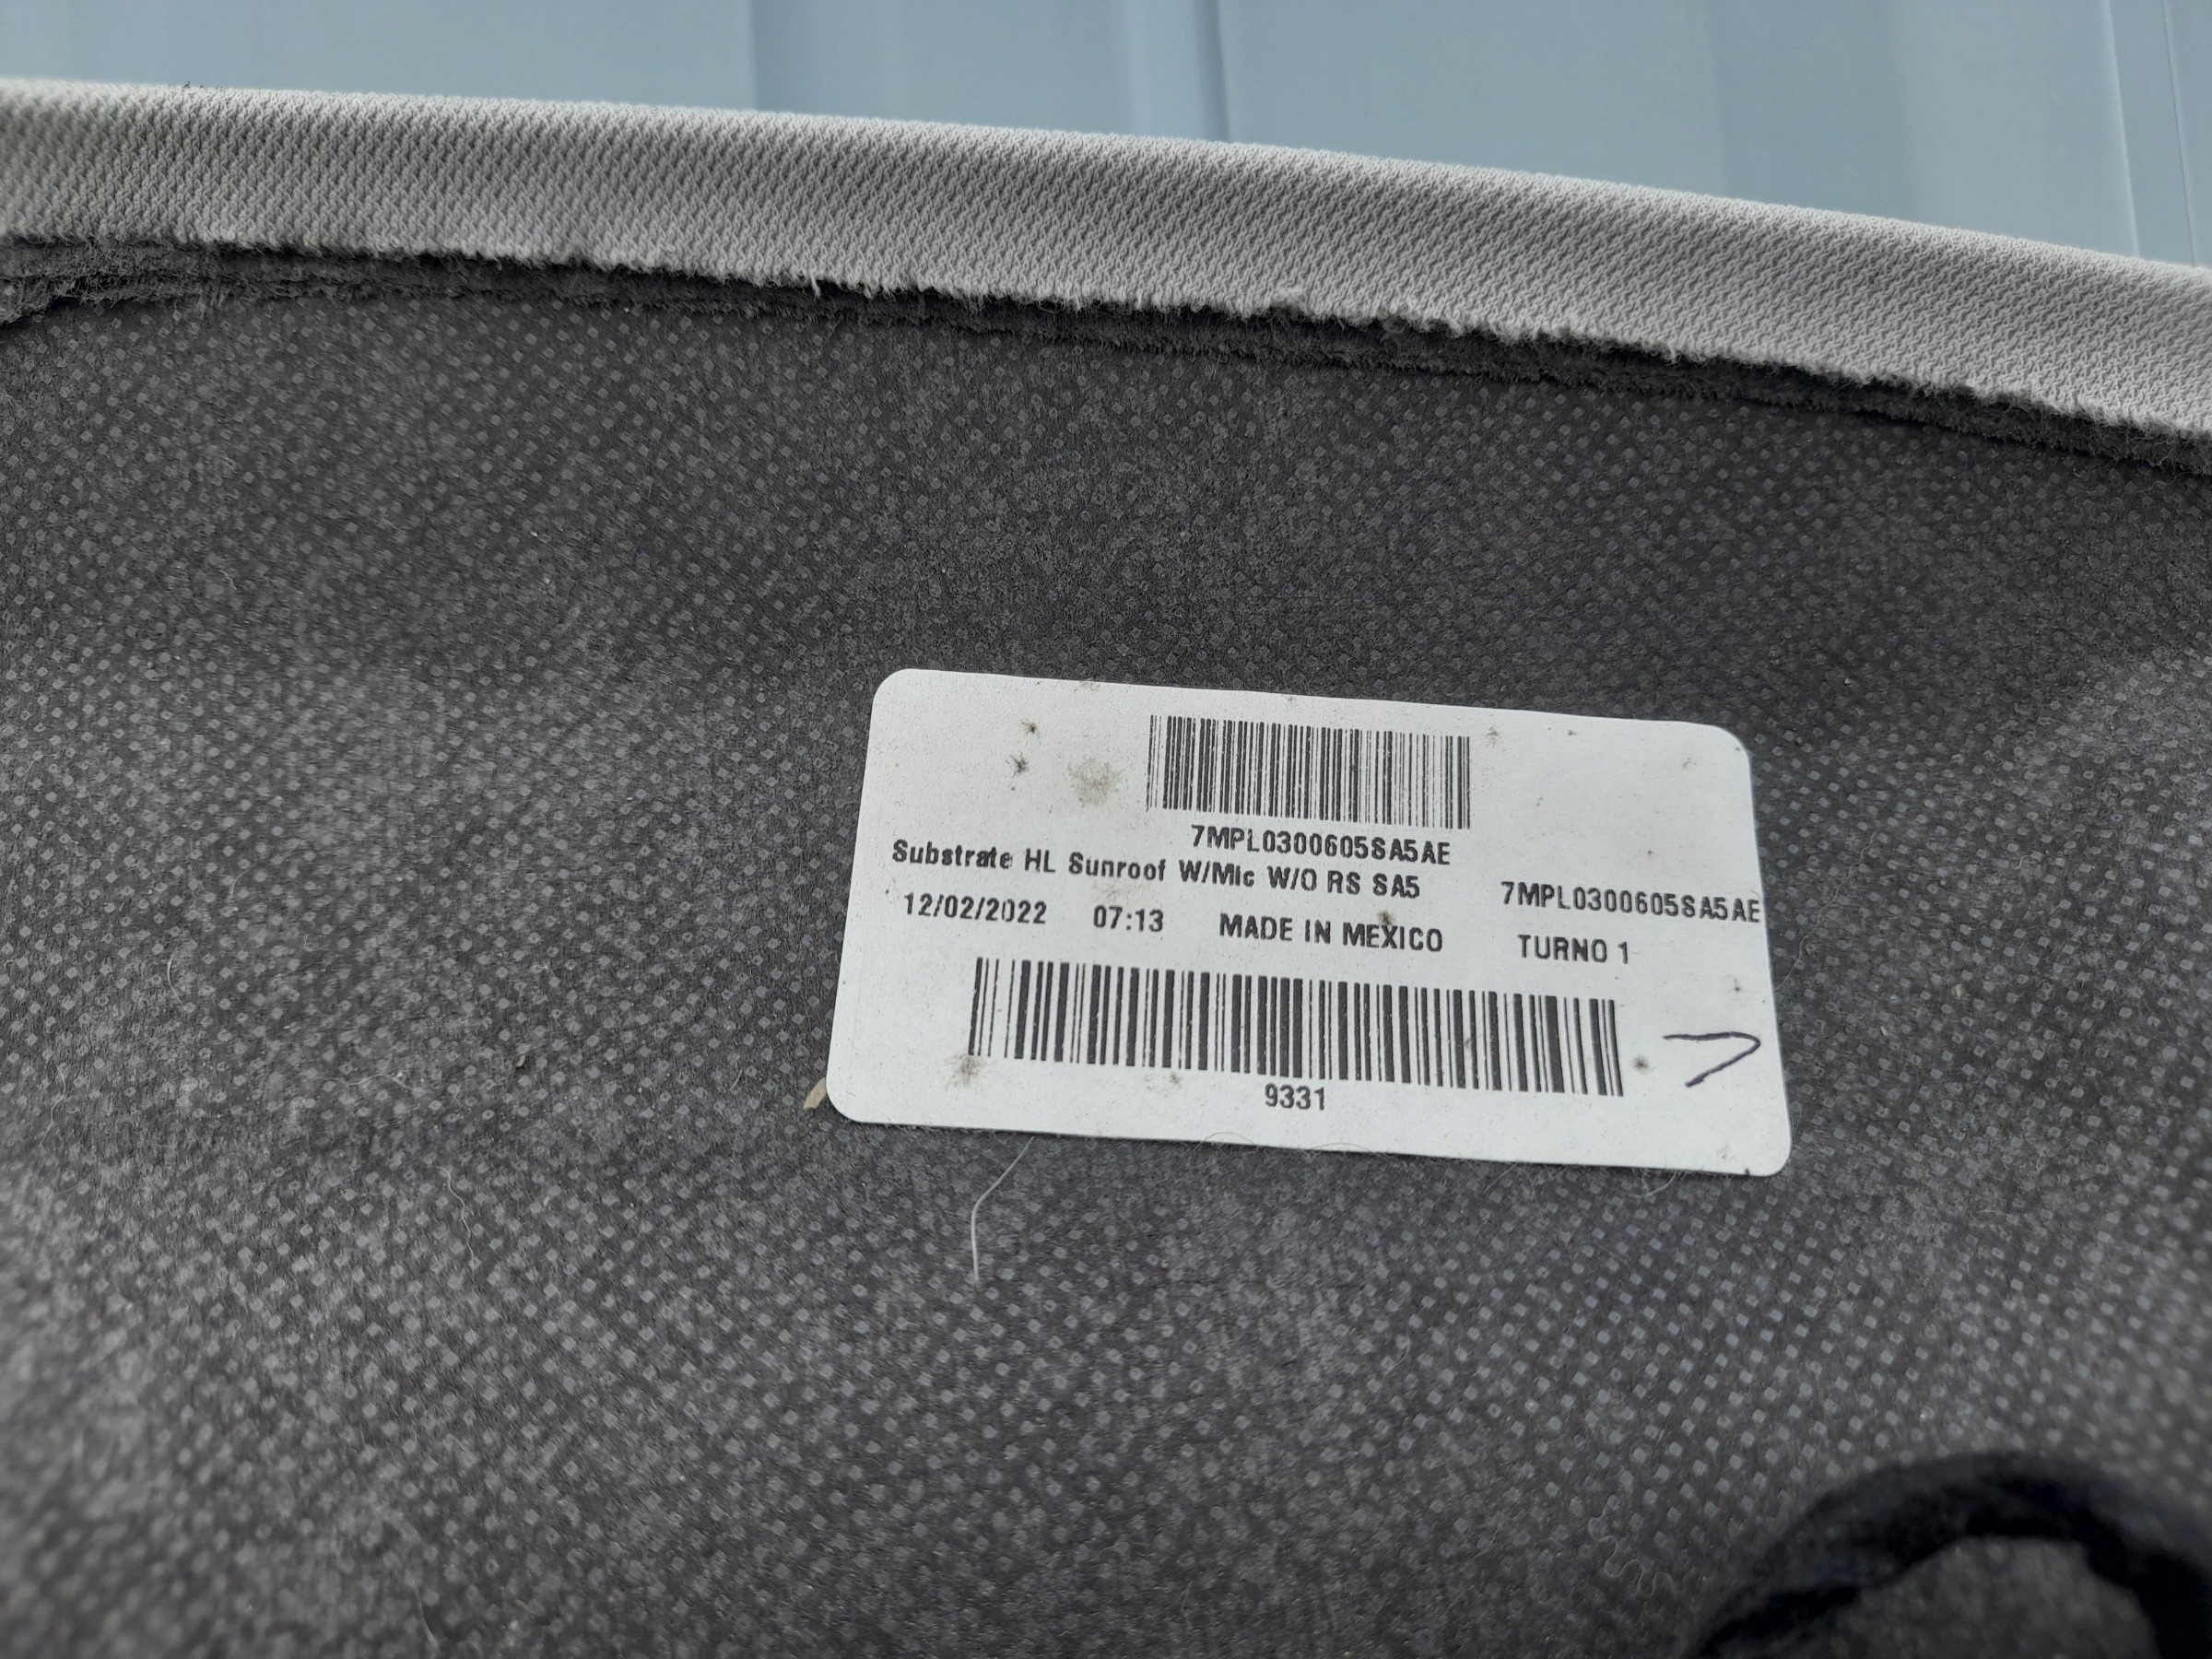 7MPL0300605SA5AE
Substrate HL Sunroof W/Mic W/O RS SA5 7MPL0300605SA5AE
12/02/2022 07:13 MADE IN MEXICO TURNO 1
9331